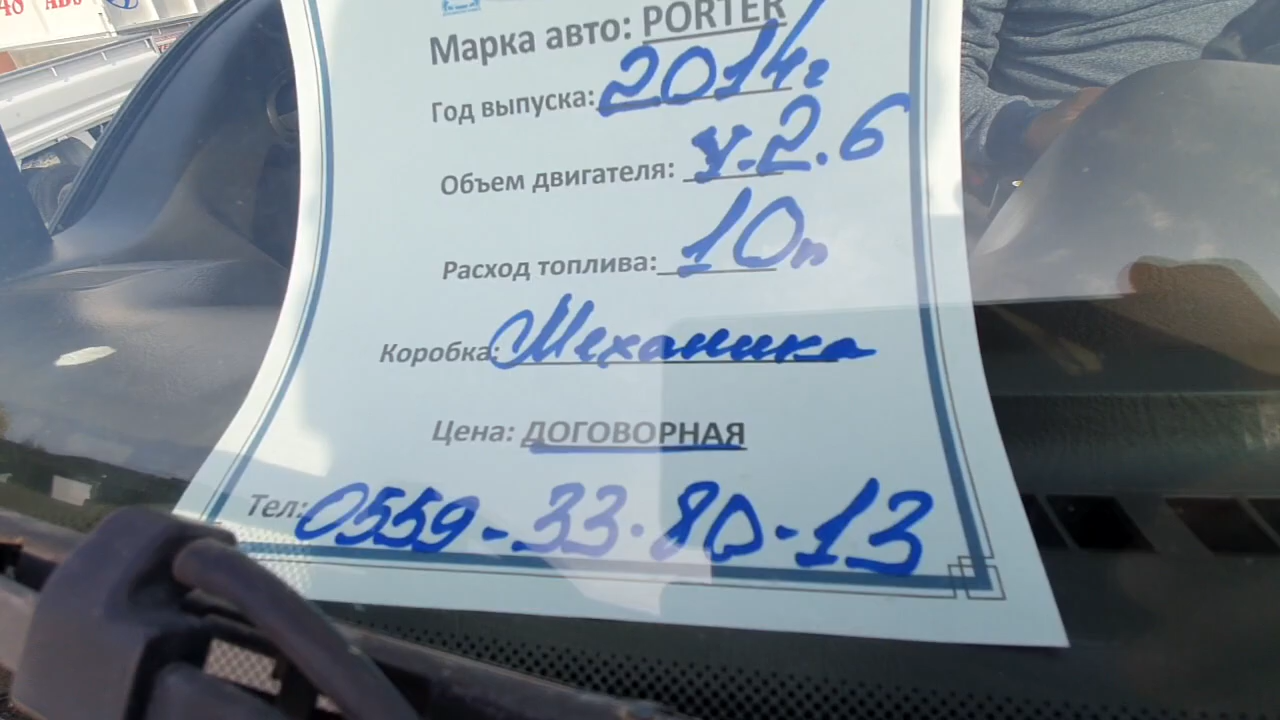 Марка авто: PORTER
Год выпуска: 2014г
Объем двигателя: V.2.6
Расход топлива: 10л
Коробка: Механика
Цена: ДОГОВОРНАЯ
Тел: 0559-33.80-13